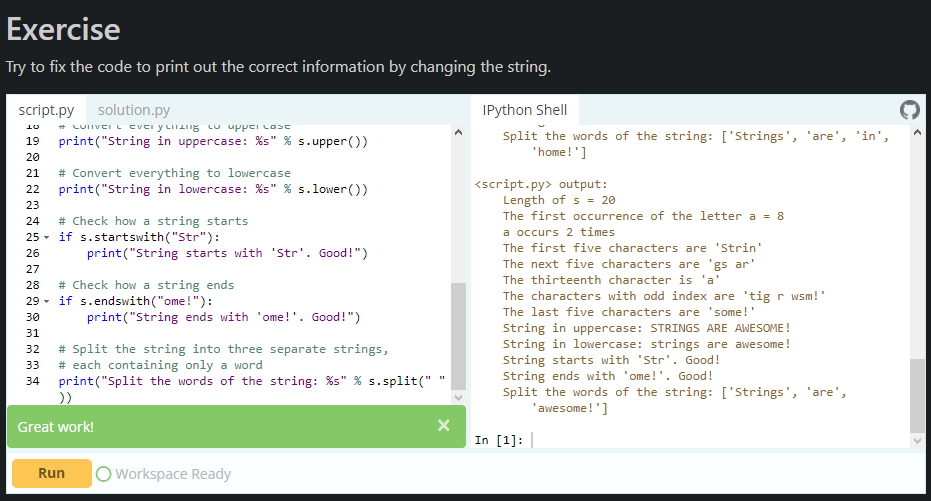 Exercise
Try to fix the code to print out the correct information by changing the string.
script.py solution.py
18 # Convert everything to uppercase
19 print("String in uppercase: %s" % s.upper())
20
21 # Convert everything to lowercase
22 print("String in lowercase: %s" % s.lower())
23
24 # Check how a string starts
25 if s.startswith("Str"):
26 print("String starts with 'Str'. Good!")
27
28 # Check how a string ends
29 if s.endswith("ome!"):
30 print("String ends with 'ome!'. Good!")
31
32 # Split the string into three separate strings,
33 # each containing only a word
34 print("Split the words of the string: %s" % s.split(" "
))
Great work!
Run
Workspace Ready
IPython Shell
Split the words of the string: ['Strings', 'are', 'in',
'home!']
<script.py> output:
Length of s = 20
The first occurrence of the letter a = 8
a occurs 2 times
The first five characters are 'Strin'
The next five characters are 'gs ar'
The thirteenth character is 'a'
The characters with odd index are 'tig r wsm!'
The last five characters are 'some!'
String in uppercase: STRINGS ARE AWESOME!
String in lowercase: strings are awesome!
String starts with 'Str'. Good!
String ends with 'ome!'. Good!
Split the words of the string: ['Strings', 'are',
'awesome!']
In [1]: